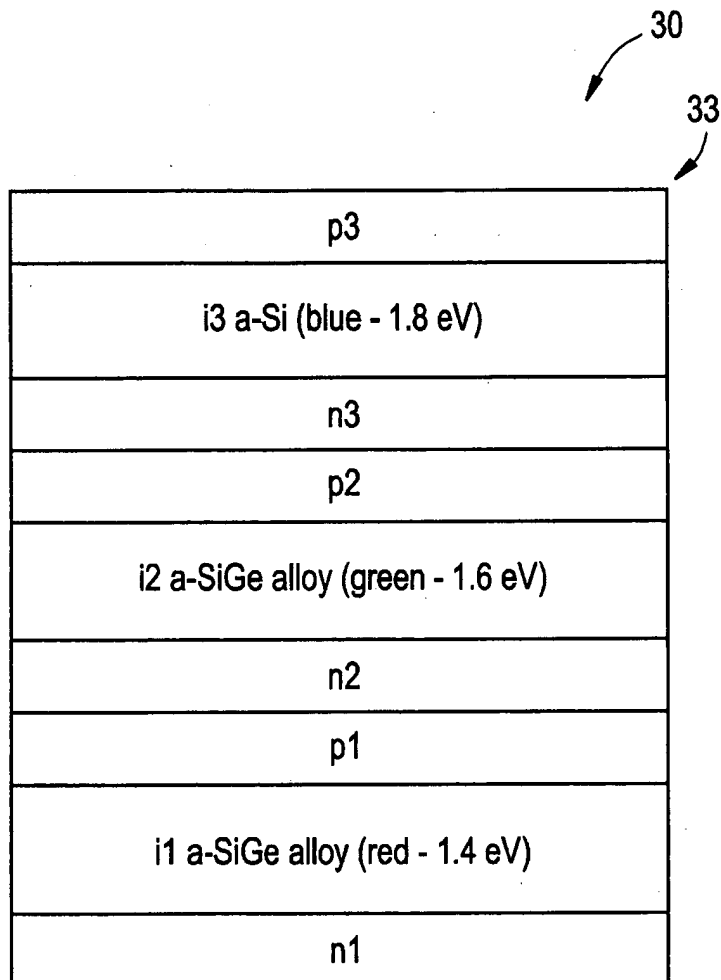 30
33
p3
i3 a-Si (blue - 1.8 eV)
n3
p2
i2 a-SiGe alloy (green - 1.6 eV)
n2
p1
i1 a-SiGe alloy (red - 1.4 eV)
n1